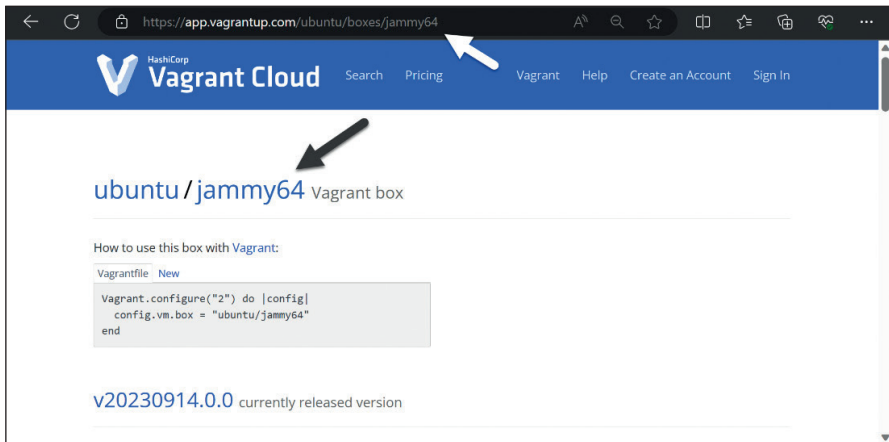 https://app.vagrantup.com/ubuntu/boxes/jammy64
HashiCorp
Vagrant Cloud Search Pricing Vagrant Help Create an Account Sign In
ubuntu/jammy64 Vagrant box
How to use this box with Vagrant:
Vagrantfile New
Vagrant.configure("2") do |config|
  config.vm.box = "ubuntu/jammy64"
end
v20230914.0.0 currently released version